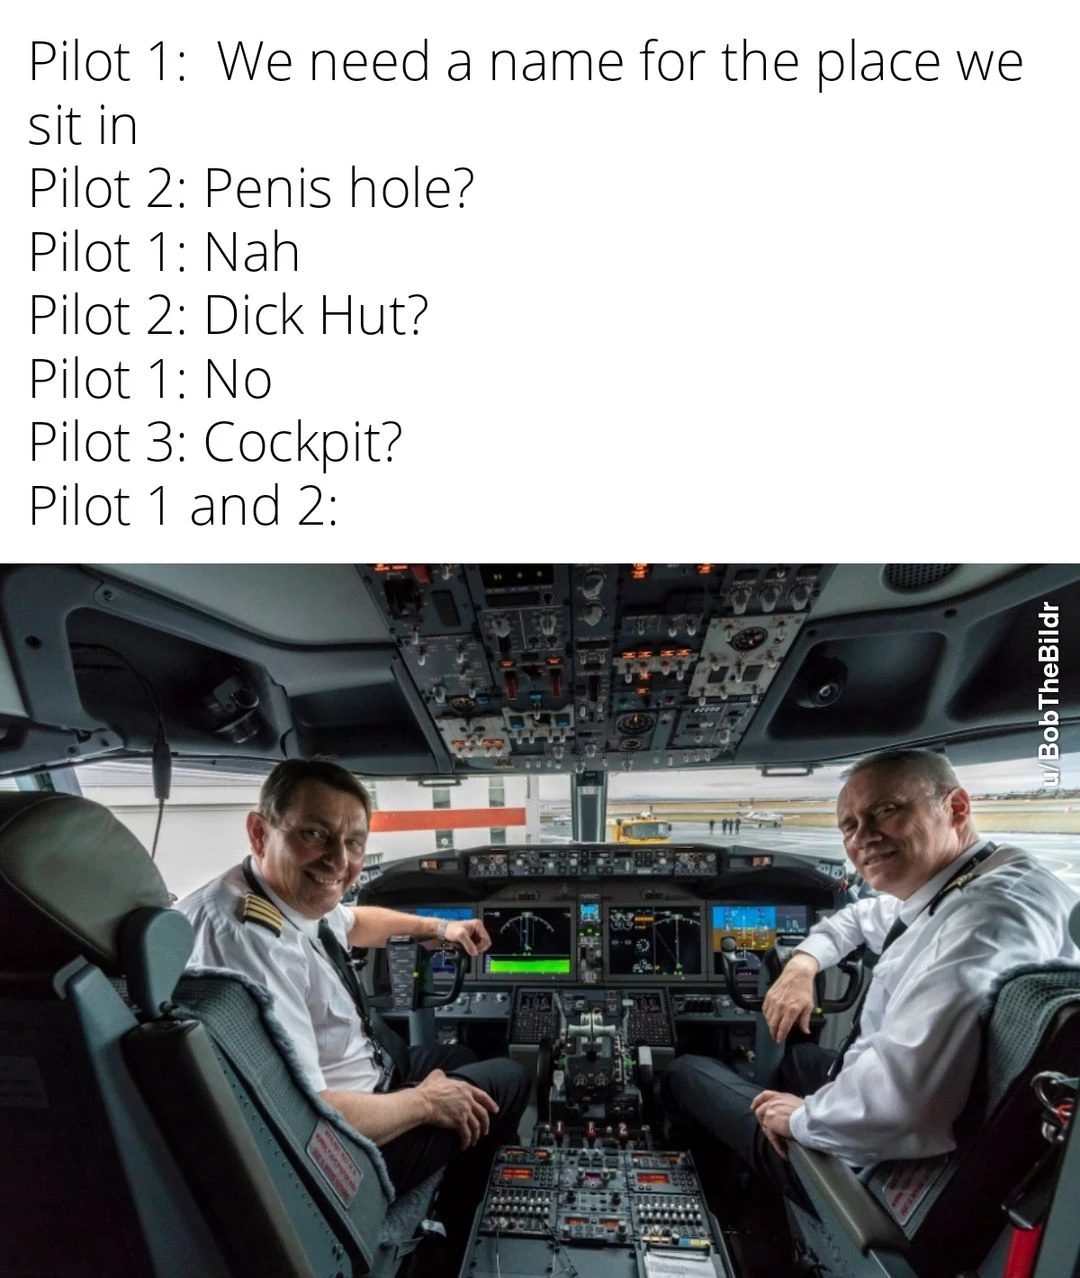 Pilot 1:  We need a name for the place we
sit in
Pilot 2: Penis hole?
Pilot 1: Nah
Pilot 2: Dick Hut?
Pilot 1: No
Pilot 3: Cockpit?
Pilot 1 and 2:
u/BobTheBildr